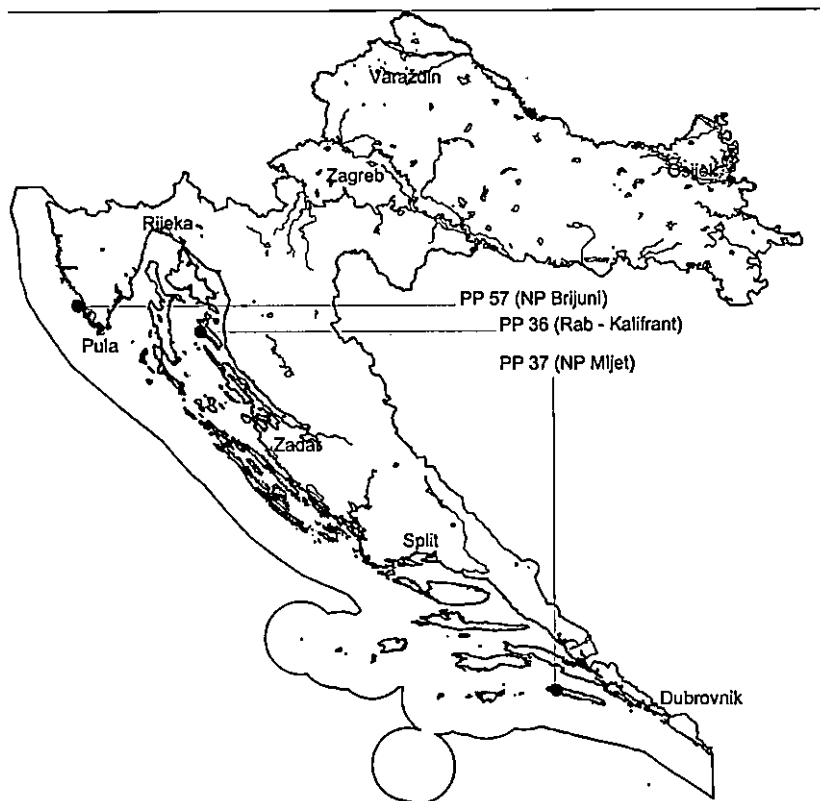 Varaždin
Zagreb
Osijek
Rijeka
PP 57 (NP Brijuni)
PP 36 (Rab - Kalifrant)
Pula
PP 37 (NP Mljet)
Zadar
Split
Dubrovnik